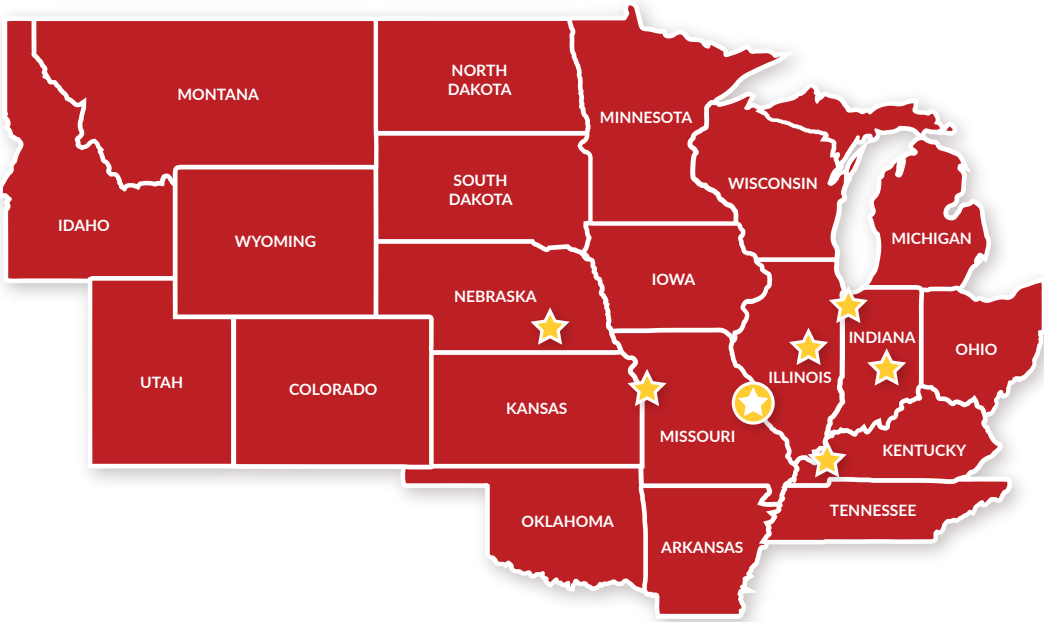 MONTANA
NORTH
DAKOTA
MINNESOTA
SOUTH
DAKOTA
WISCONSIN
IDAHO
WYOMING
MICHIGAN
IOWA
NEBRASKA
INDIANA
OHIO
UTAH
COLORADO
ILLINOIS
KANSAS
MISSOURI
KENTUCKY
TENNESSEE
OKLAHOMA
ARKANSAS